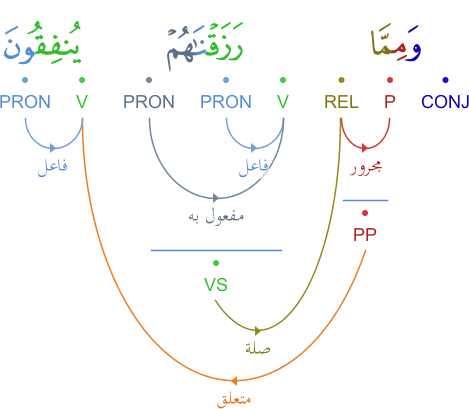 وَمِمَّا رَزَقْنَـٰهُمْ يُنفِقُونَ
PRON V PRON PRON V REL P CONJ
فاعل فاعل مجرور
مفعول به
PP
VS
صلة
متعلق